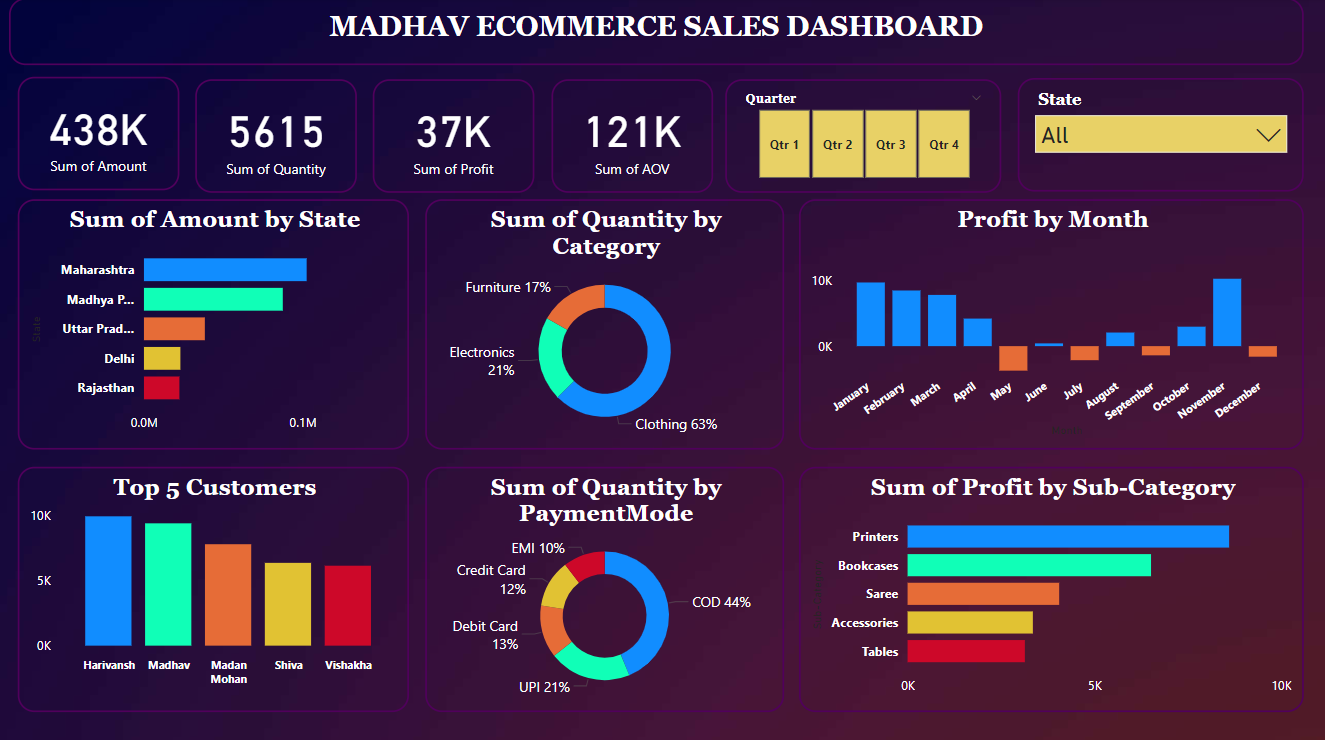 MADHAV ECOMMERCE SALES DASHBOARD
438K
Sum of Amount
5615
Sum of Quantity
37K
Sum of Profit
121K
Sum of AOV
Quarter
Qtr 1
Qtr 2
Qtr 3
Qtr 4
State
All
Sum of Amount by State
State
Maharashtra
Madhya P...
Uttar Prad...
Delhi
Rajasthan
0.0M
0.1M
Sum of Quantity by
Category
Furniture 17%
Electronics
21%
Clothing 63%
Profit by Month
10K
0K
January
February
March
April
May
June
July
August
September
October
November
December
Top 5 Customers
10K
5K
0K
Harivansh
Madhav
Madan
Mohan
Shiva
Vishakha
Sum of Quantity by
PaymentMode
EMI 10%
Credit Card
12%
Debit Card
13%
UPI 21%
COD 44%
Sum of Profit by Sub-Category
Printers
Bookcases
Saree
Accessories
Tables
0K
5K
10K